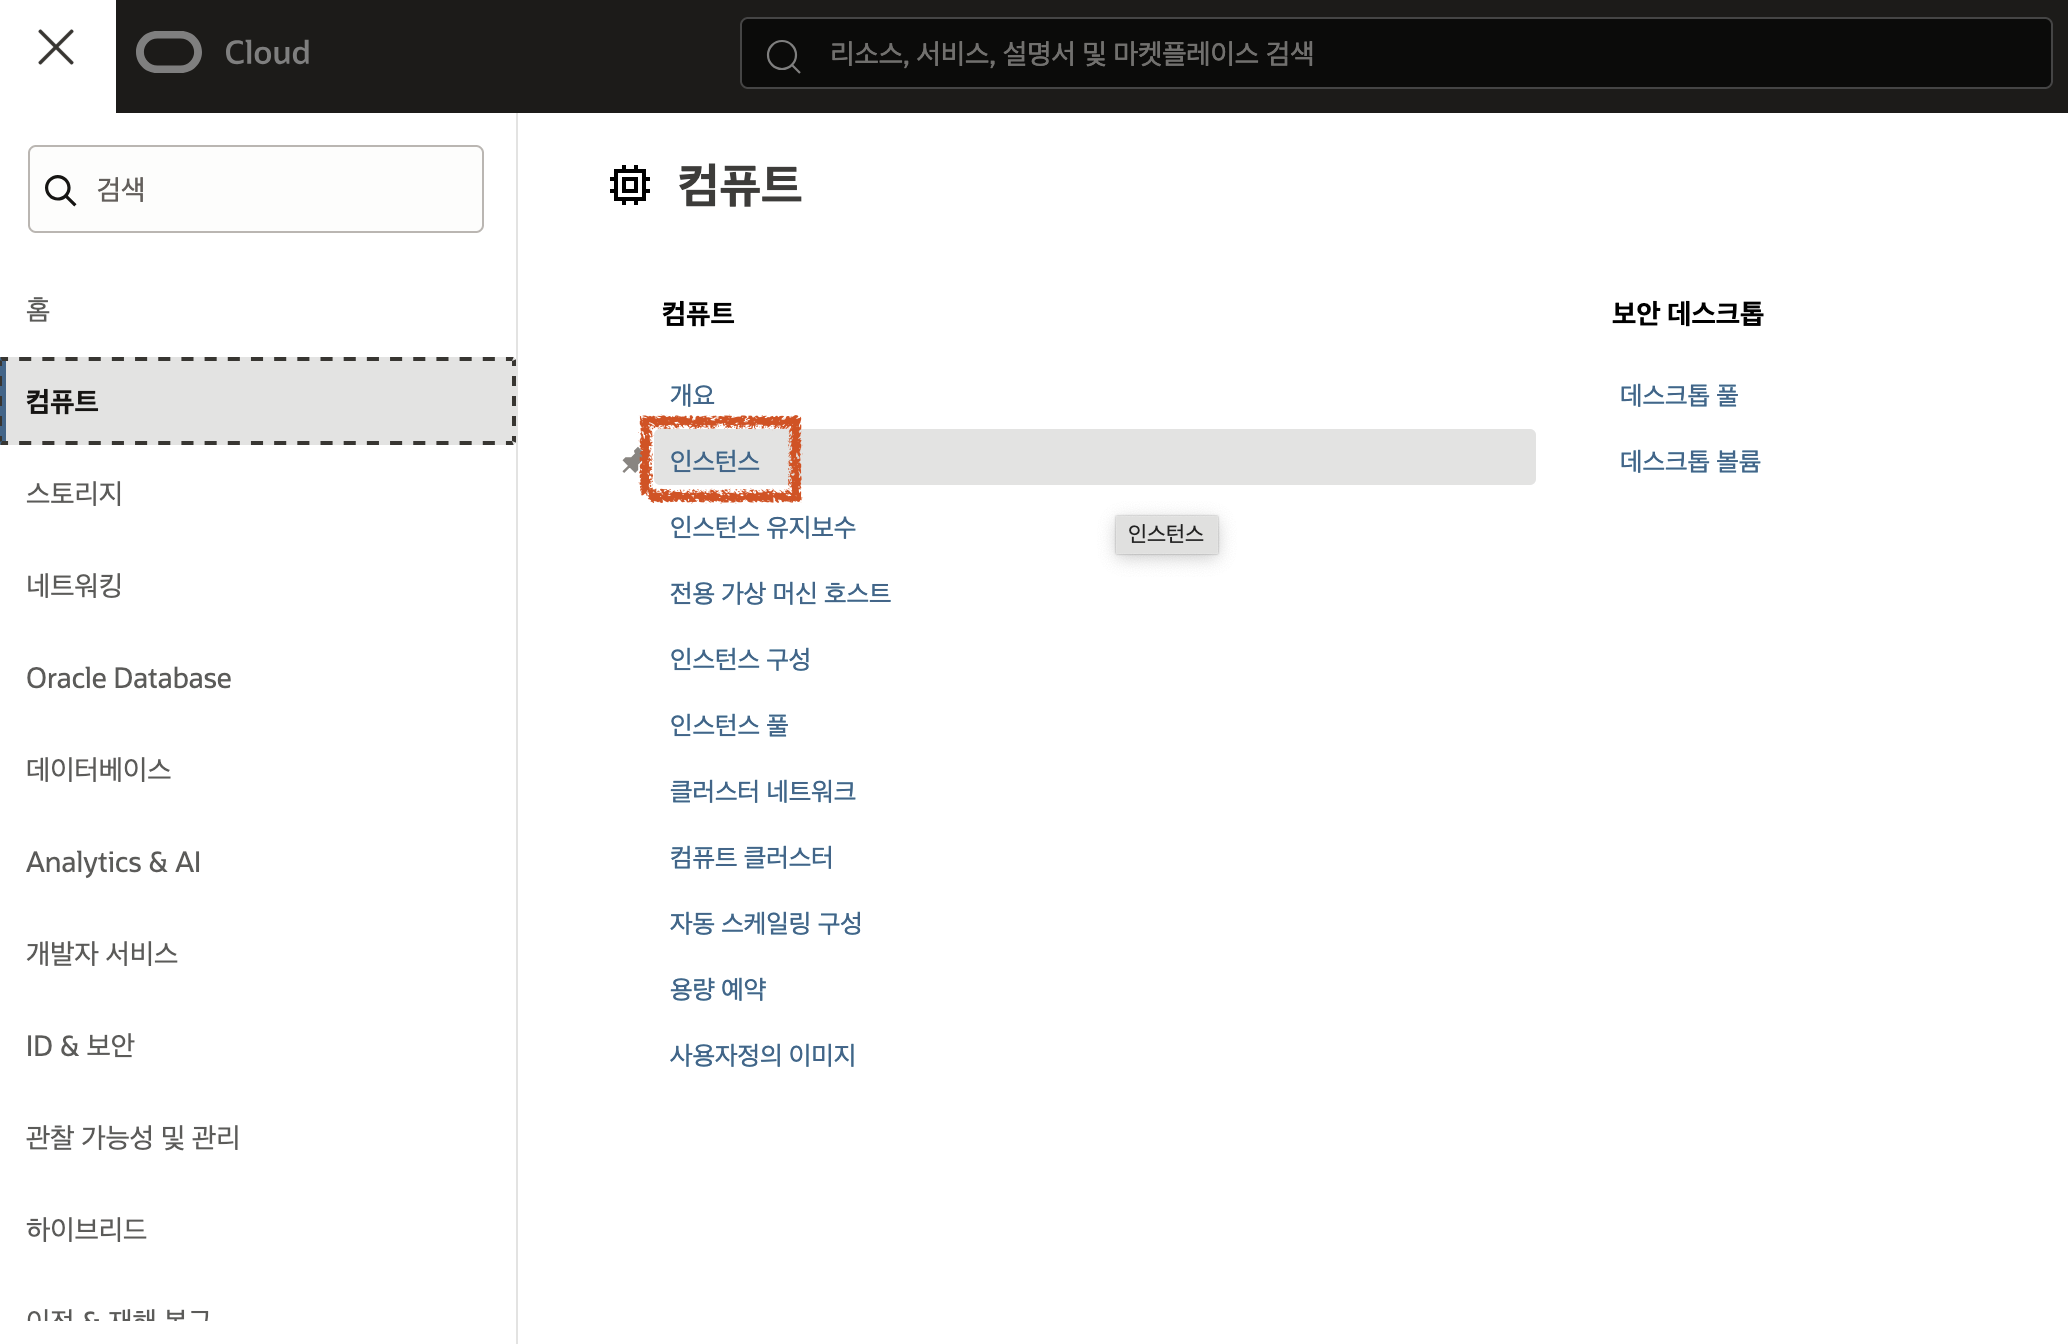 Cloud
리소스, 서비스, 설명서 및 마켓플레이스 검색
검색
홈
컴퓨트
스토리지
네트워킹
Oracle Database
데이터베이스
Analytics & AI
개발자 서비스
ID & 보안
관찰 가능성 및 관리
하이브리드
이전 & 재해 복구
컴퓨트
컴퓨트
개요
인스턴스
인스턴스 유지보수
인스턴스
전용 가상 머신 호스트
인스턴스 구성
인스턴스 풀
클러스터 네트워크
컴퓨트 클러스터
자동 스케일링 구성
용량 예약
사용자정의 이미지
보안 데스크톱
데스크톱 풀
데스크톱 볼륨